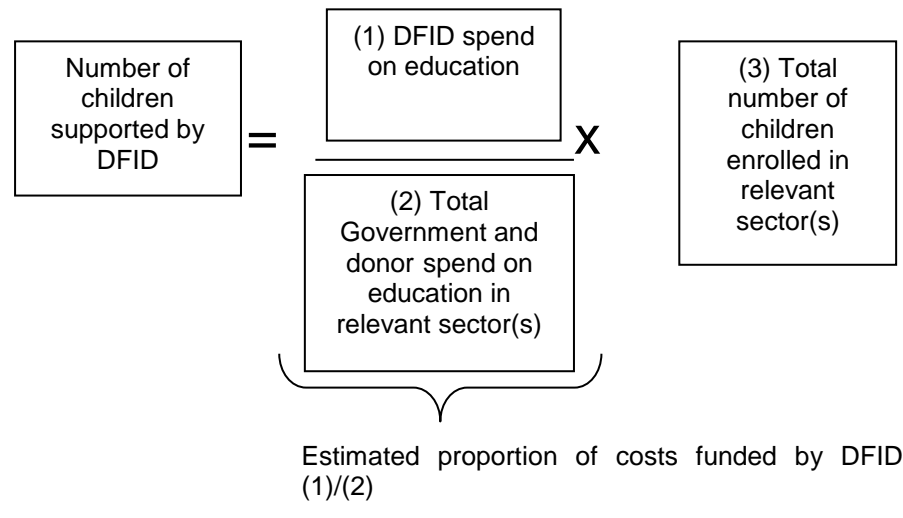 Number of
children
supported by
DFID
=
(1) DFID spend
on education
(2) Total
Government and
donor spend on
education in
relevant sector(s)
X
(3) Total
number of
children
enrolled in
relevant
sector(s)
Estimated proportion of costs funded by DFID
(1)/(2)